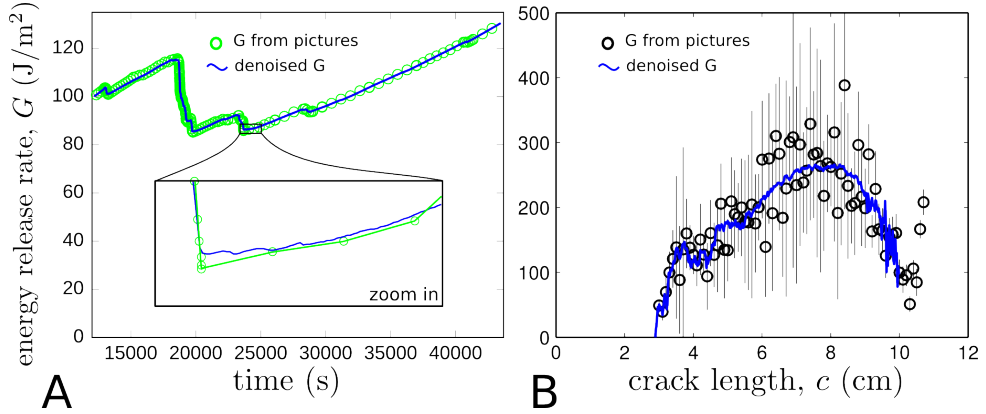 energy release rate, G (J/m²)
120
100
80
60
40
20
0
G from pictures
denoised G
zoom in
15000 20000 25000 30000 35000 40000
time (s)
A
500
400
300
200
100
0
G from pictures
denoised G
0 2 4 6 8 10 12
crack length, c (cm)
B